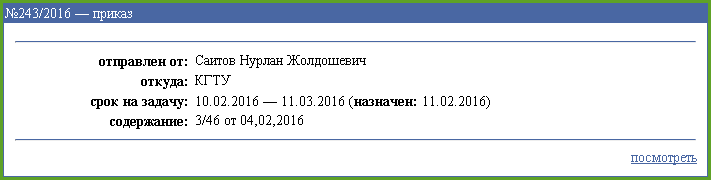 №243/2016 — приказ
отправлен от: Саитов Нурлан Жолдошевич
откуда: КГТУ
срок на задачу: 10.02.2016 — 11.03.2016 (назначен: 11.02.2016)
содержание: 3/46 от 04,02,2016
посмотреть